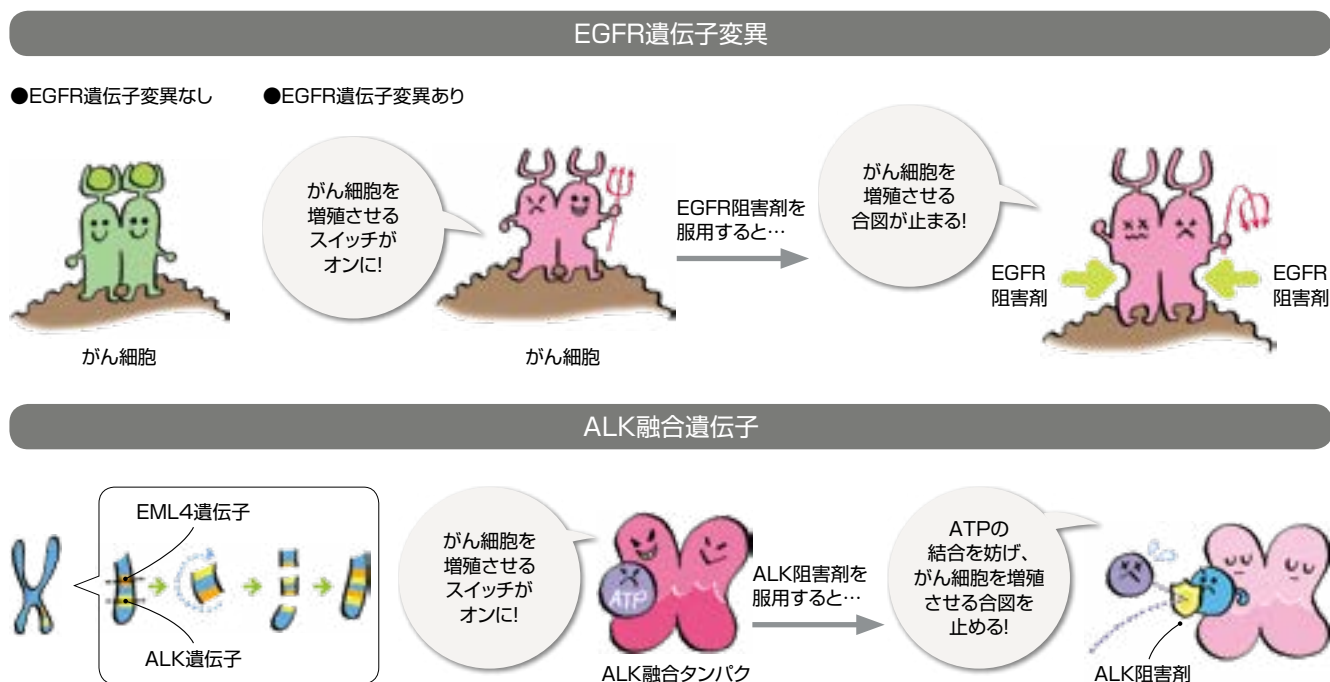 EGFR遺伝子変異
●EGFR遺伝子変異なし
●EGFR遺伝子変異あり
がん細胞を
増殖させる
スイッチが
オンに!
EGFR阻害剤を
服用すると…
がん細胞を
増殖させる
合図が止まる!
EGFR
阻害剤
EGFR
阻害剤
がん細胞
がん細胞
ALK融合遺伝子
EML4遺伝子
ALK遺伝子
がん細胞を
増殖させる
スイッチが
オンに!
ATP
ALK融合タンパク
ALK阻害剤を
服用すると…
ATPの
結合を妨げ、
がん細胞を増殖
させる合図を
止める!
ALK阻害剤